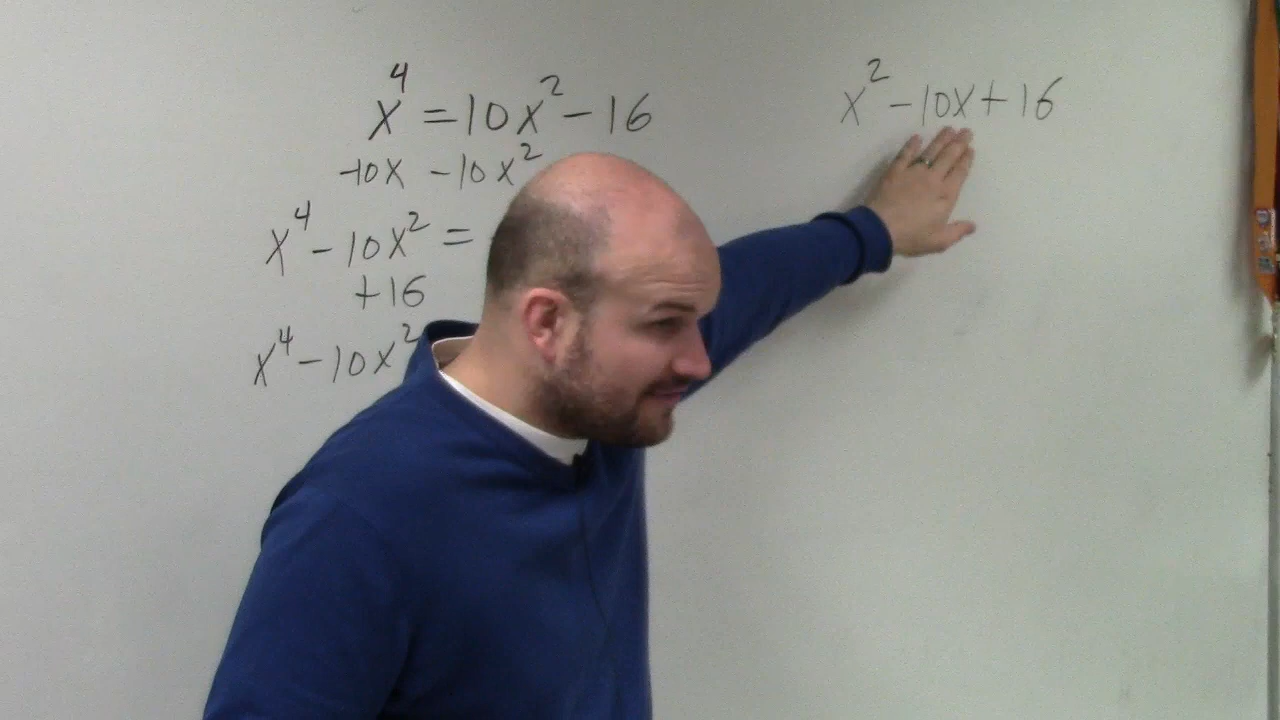 x⁴ = 10x² - 16
-10x -10x²
x⁴ - 10x² =
+16
x⁴ - 10x²
x² - 10x + 16